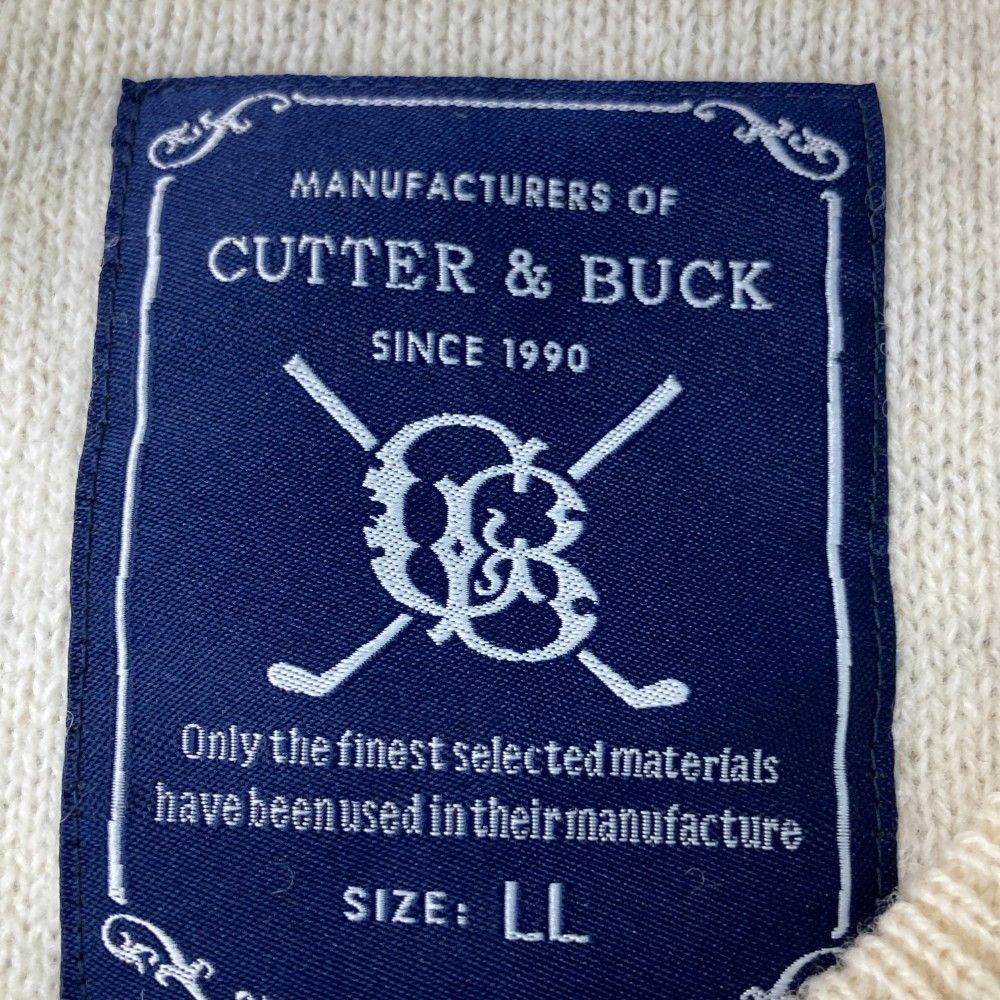 MANUFACTURERS OF
CUTTER & BUCK
SINCE 1990
C&B
Only the finest selected materials
have been used in their manufacture
SIZE: LL